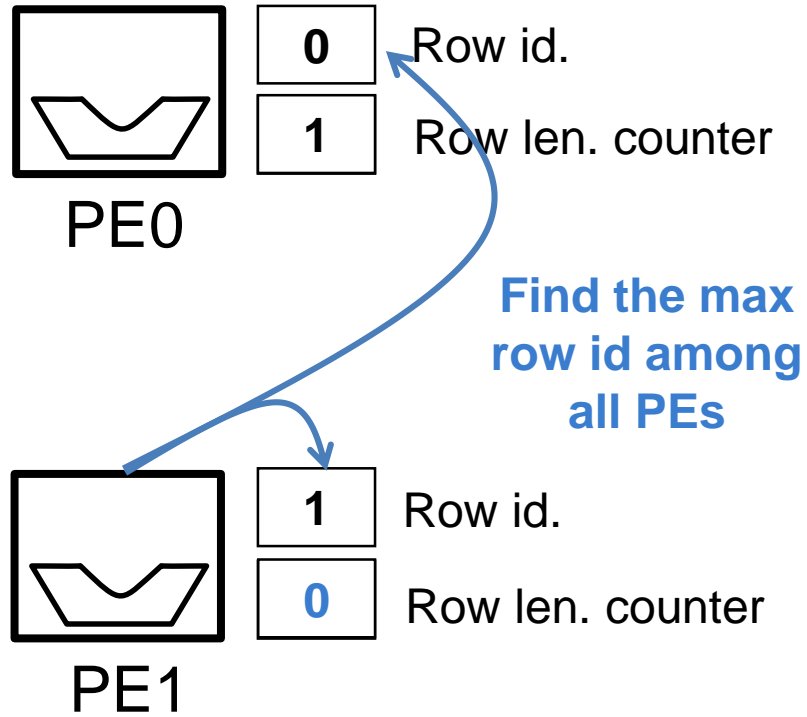 0 Row id.
1 Row len. counter
PE0
Find the max
row id among
all PEs
1 Row id.
0 Row len. counter
PE1